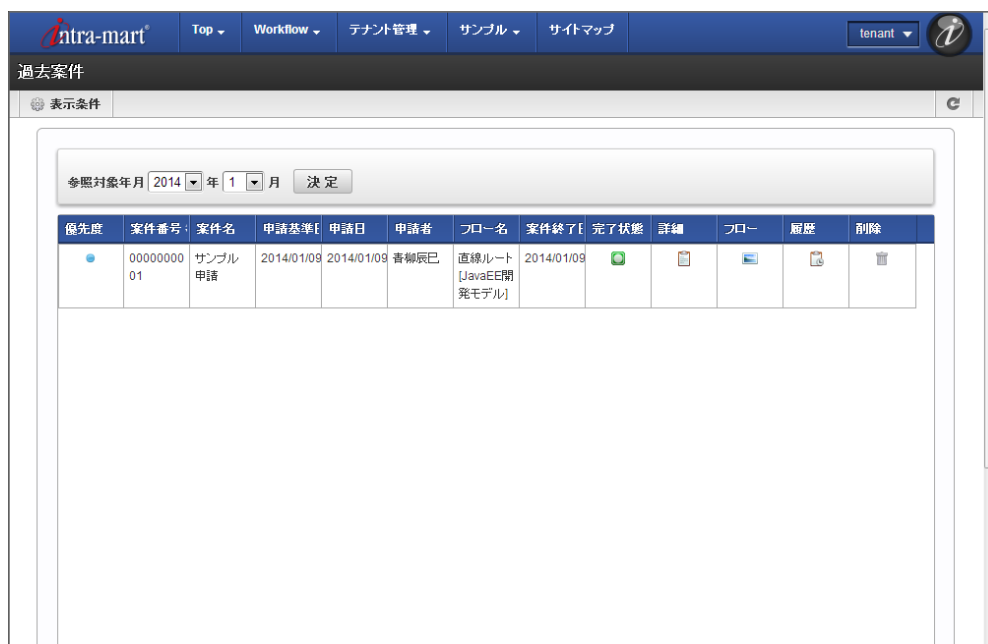 intra-mart® Top Workflow テナント管理 サンプル サイトマップ tenant
過去案件
表示条件
参照対象年月 2014 年 1 月 決定
優先度 案件番号 案件名 申請基準 申請日 申請者 フロー名 案件終了 完了状態 詳細 フロー 履歴 削除
00000000 サンプル 2014/01/09 2014/01/09 青柳辰巳 直線ルート 2014/01/09
01 申請 [JavaEE開
発モデル]